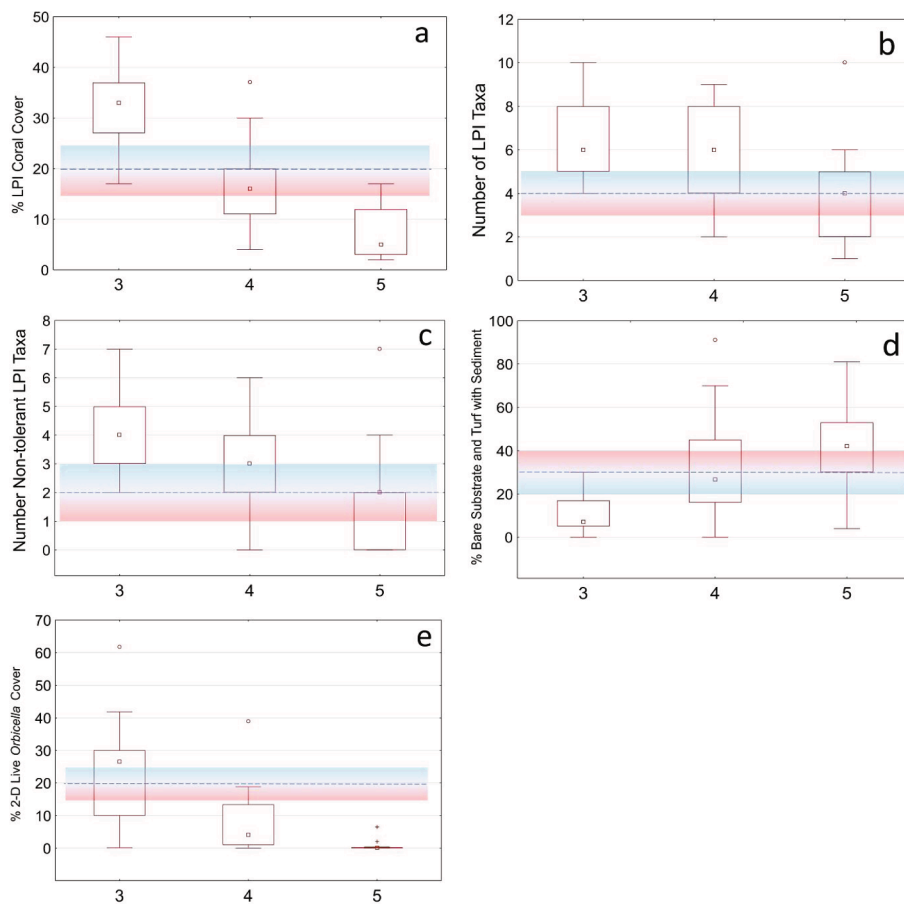 a
50
40
30
20
10
0
% LPI Coral Cover
3 4 5
b
12
10
8
6
4
2
0
Number of LPI Taxa
3 4 5
c
8
7
6
5
4
3
2
1
0
Number Non-tolerant LPI Taxa
3 4 5
d
100
80
60
40
20
0
% Bare Substrate and Turf with Sediment
3 4 5
e
70
60
50
40
30
20
10
0
% 2-D Live Orbicella Cover
3 4 5